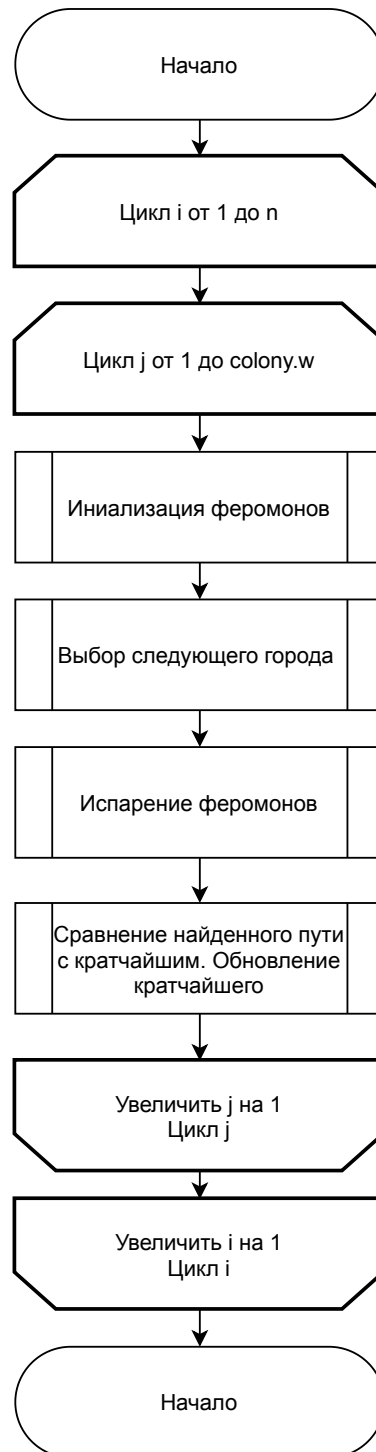 Начало
Цикл i от 1 до n
Цикл j от 1 до colony.w
Иниализация феромонов
Выбор следующего города
Испарение феромонов
Сравнение найденного пути
с кратчайшим. Обновление
кратчайшего
Увеличить j на 1
Цикл j
Увеличить i на 1
Цикл i
Начало